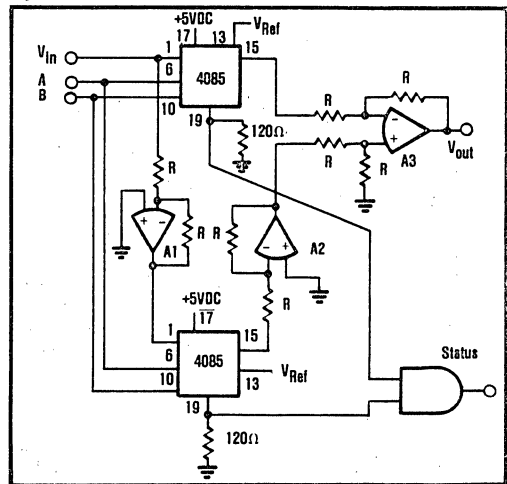 +5VDC
17
13
VRef
Vin
1
15
A
6
4085
B
10
19
120Ω
R
R
R
R
A3
Vout
R
R
A1
R
A2
R
+5VDC
17
1
15
6
4085
10
13
VRef
19
120Ω
Status